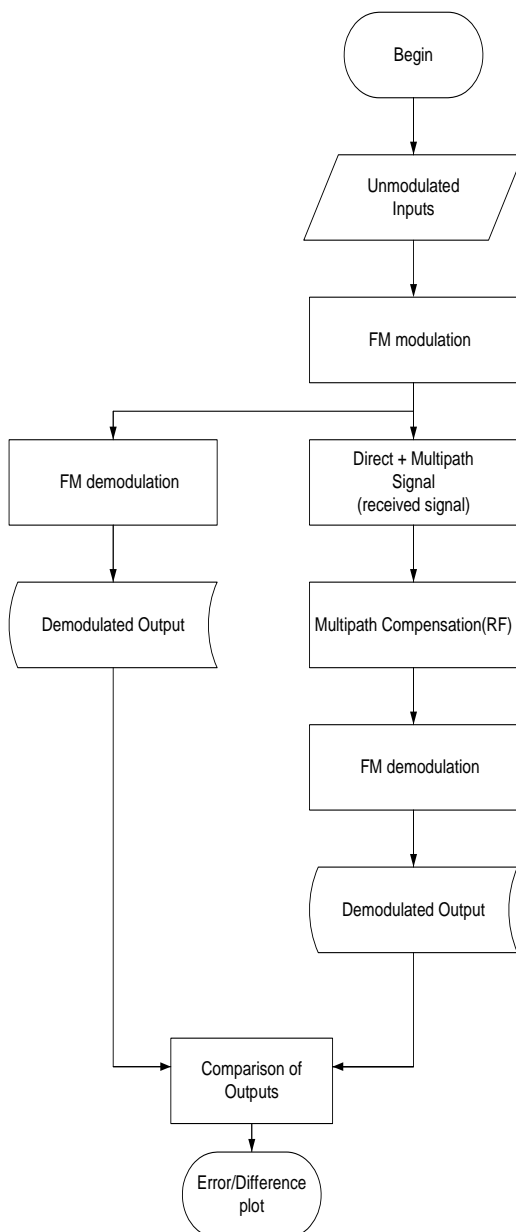 Begin
Unmodulated
Inputs
FM modulation
FM demodulation
Direct + Multipath
Signal
(received signal)
Demodulated Output
Multipath Compensation(RF)
FM demodulation
Demodulated Output
Comparison of
Outputs
Error/Difference
plot